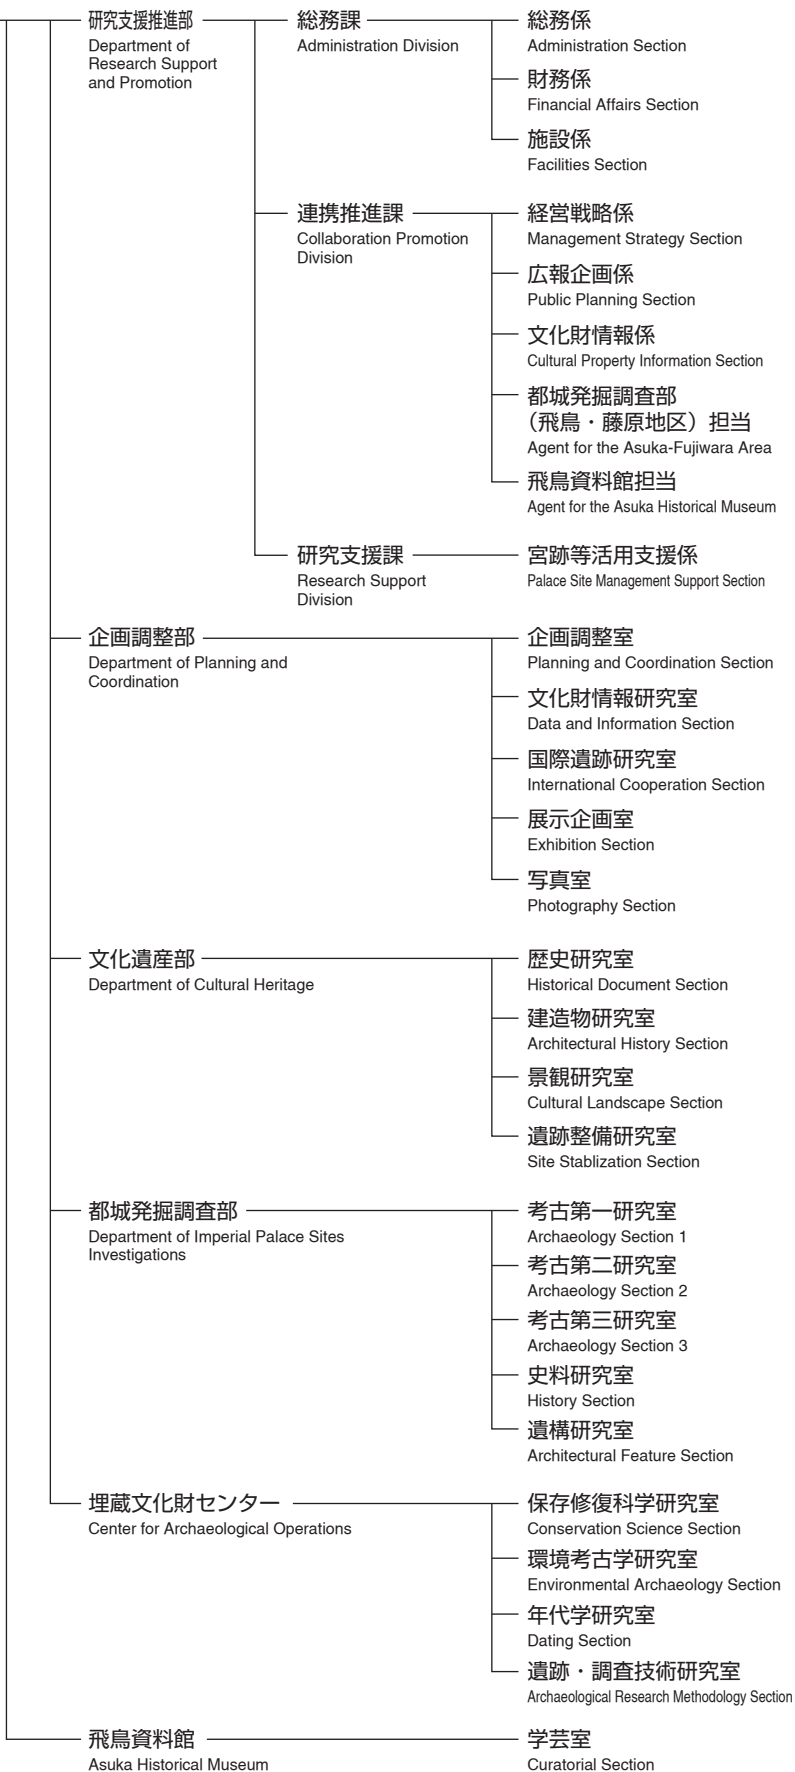 研究支援推進部
Department of
Research Support
and Promotion
総務課
Administration Division
総務係
Administration Section
財務係
Financial Affairs Section
施設係
Facilities Section
連携推進課
Collaboration Promotion
Division
経営戦略係
Management Strategy Section
広報企画係
Public Planning Section
文化財情報係
Cultural Property Information Section
都城発掘調査部
（飛鳥・藤原地区）担当
Agent for the Asuka-Fujiwara Area
飛鳥資料館担当
Agent for the Asuka Historical Museum
研究支援課
Research Support
Division
宮跡等活用支援係
Palace Site Management Support Section
企画調整部
Department of Planning and
Coordination
企画調整室
Planning and Coordination Section
文化財情報研究室
Data and Information Section
国際遺跡研究室
International Cooperation Section
展示企画室
Exhibition Section
写真室
Photography Section
文化遺産部
Department of Cultural Heritage
歴史研究室
Historical Document Section
建造物研究室
Architectural History Section
景観研究室
Cultural Landscape Section
遺跡整備研究室
Site Stablization Section
都城発掘調査部
Department of Imperial Palace Sites
Investigations
考古第一研究室
Archaeology Section 1
考古第二研究室
Archaeology Section 2
考古第三研究室
Archaeology Section 3
史料研究室
History Section
遺構研究室
Architectural Feature Section
埋蔵文化財センター
Center for Archaeological Operations
保存修復科学研究室
Conservation Science Section
環境考古学研究室
Environmental Archaeology Section
年代学研究室
Dating Section
遺跡・調査技術研究室
Archaeological Research Methodology Section
飛鳥資料館
Asuka Historical Museum
学芸室
Curatorial Section